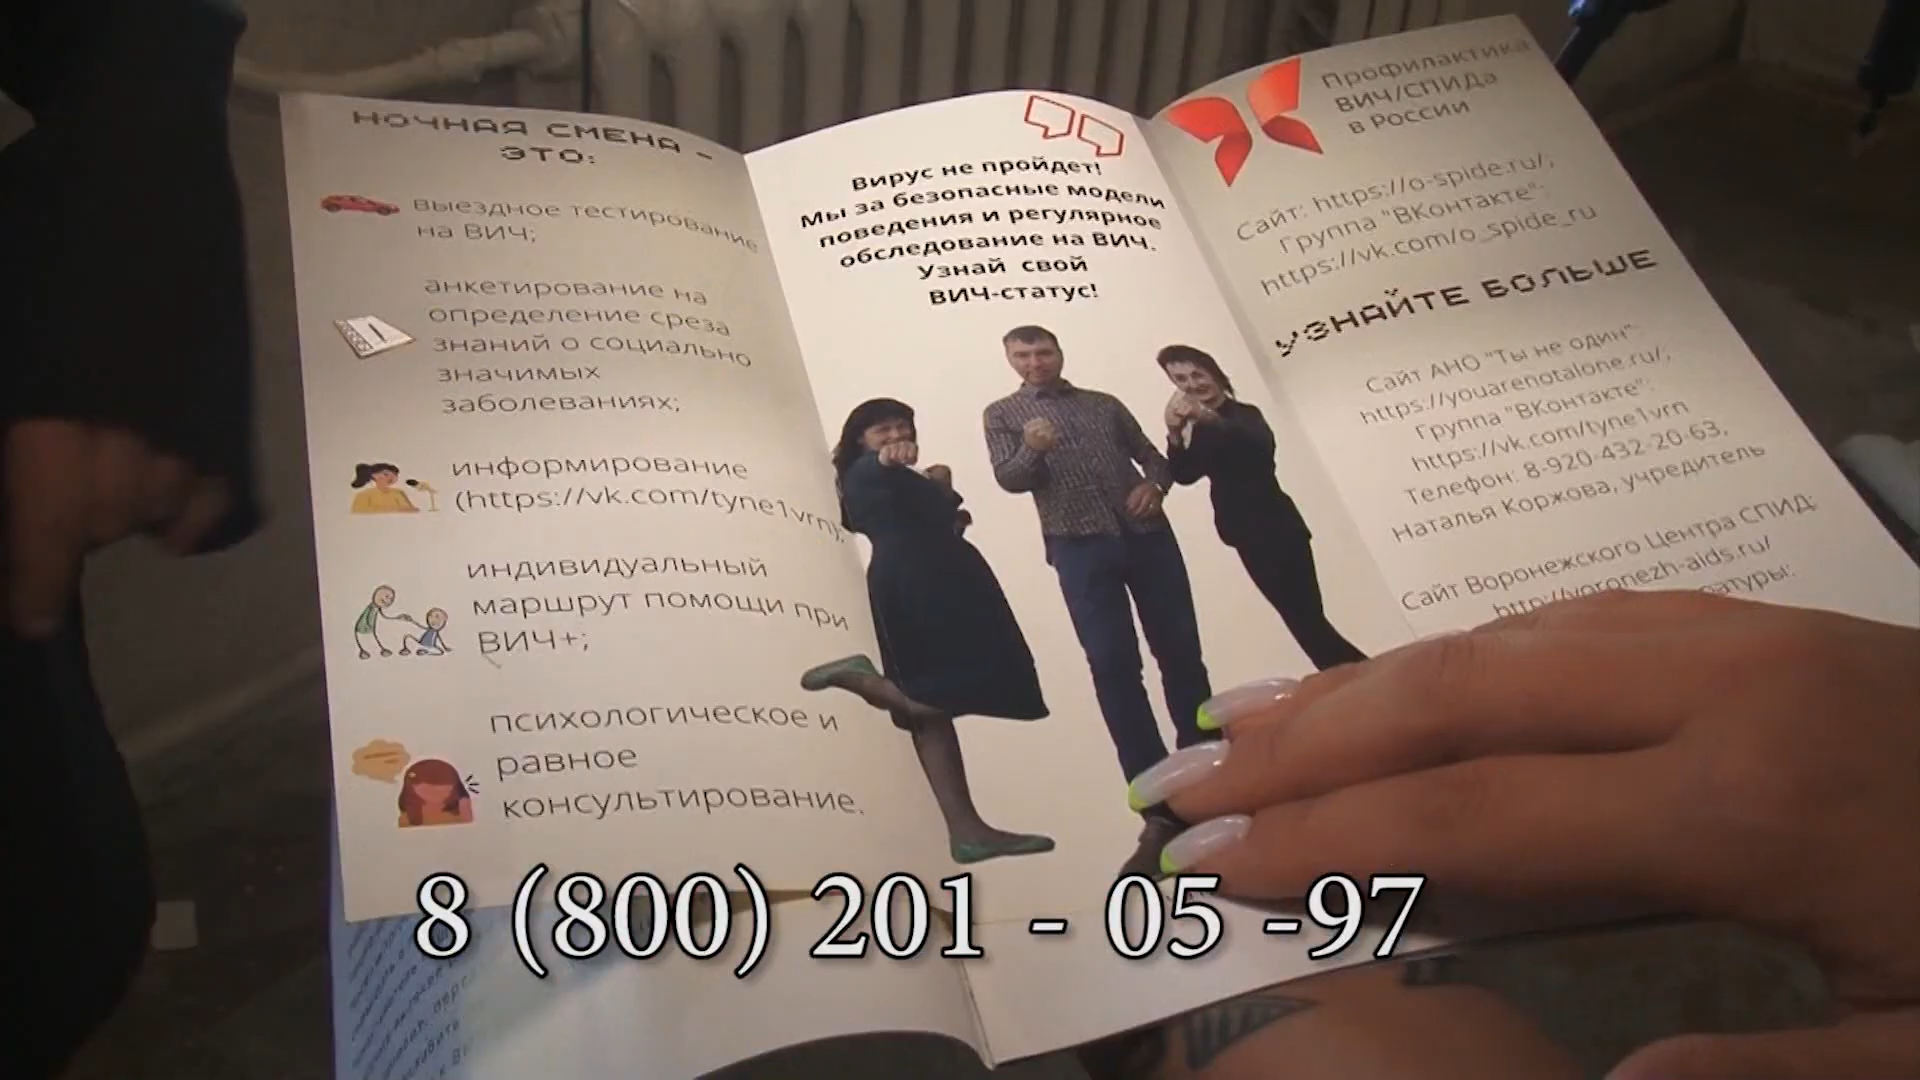 НОЧНАЯ СМЕНА -
ЭТО:
выездное тестирование
на ВИЧ;
анкетирование на
определение среза
знаний о социально
значимых
заболеваниях;
информирование
(https://vk.com/tyne1vrn);
индивидуальный
маршрут помощи при
ВИЧ+;
психологическое и
равное
консультирование.
Вирус не пройдет!
Мы за безопасные модели
поведения и регулярное
обследование на ВИЧ.
Узнай свой
ВИЧ-статус!
Профилактика
ВИЧ/СПИДа
в России
Сайт: https://o-spide.ru/;
Группа "ВКонтакте":
https://vk.com/o_spide_ru
УЗНАЙТЕ БОЛЬШЕ
Сайт АНО "Ты не один":
https://youarenotalone.ru/;
Группа "ВКонтакте":
https://vk.com/tyne1vrn
Телефон: 8-920-432-20-63,
Наталья Коржова, учредитель
Сайт Воронежского Центра СПИД:
http://voronezh-aids.ru/
8 (800) 201 - 05 -97